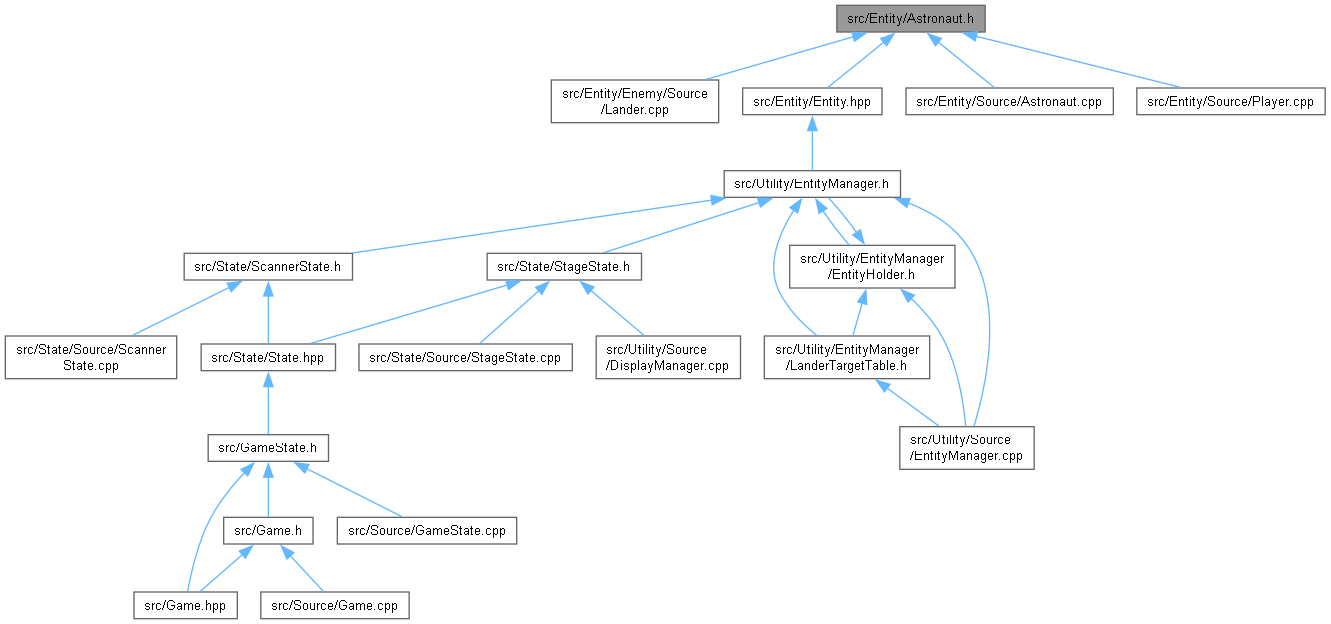 src/Entity/Astronaut.h
src/Entity/Enemy/Source
/Lander.cpp
src/Entity/Entity.hpp
src/Entity/Source/Astronaut.cpp
src/Entity/Source/Player.cpp
src/Utility/EntityManager.h
src/State/ScannerState.h
src/State/StageState.h
src/Utility/EntityManager
/EntityHolder.h
src/State/Source/Scanner
State.cpp
src/State/State.hpp
src/State/Source/StageState.cpp
src/Utility/Source
/DisplayManager.cpp
src/Utility/EntityManager
/LanderTargetTable.h
src/GameState.h
src/Utility/Source
/EntityManager.cpp
src/Game.h
src/Source/GameState.cpp
src/Game.hpp
src/Source/Game.cpp